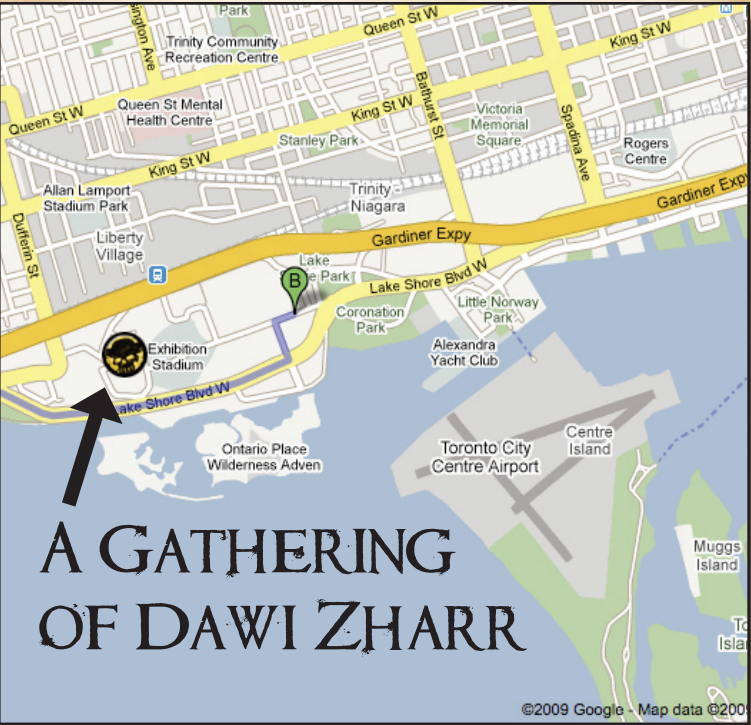 Park
Queen St W
King St W
Trinity Community
Recreation Centre
Queen St Mental
Health Centre
Queen St W
King St W
Bathurst St
Victoria
Memorial
Square
Spadina Ave
Rogers
Centre
Stanley Park
King St W
Allan Lamport
Stadium Park
Trinity -
Niagara
Dufferin St
Liberty
Village
Gardiner Expy
Gardiner
Lake
Park
B
Lake Shore Blvd W
Coronation
Park
Little Norway
Park
Alexandra
Yacht Club
Exhibition
Stadium
Shore Blvd W
Ontario Place
Wilderness Adven
Toronto City
Centre Airport
Centre
Island
Muggs
Island
A Gathering
of Dawi Zharr
©2009 Google - Map data ©2009